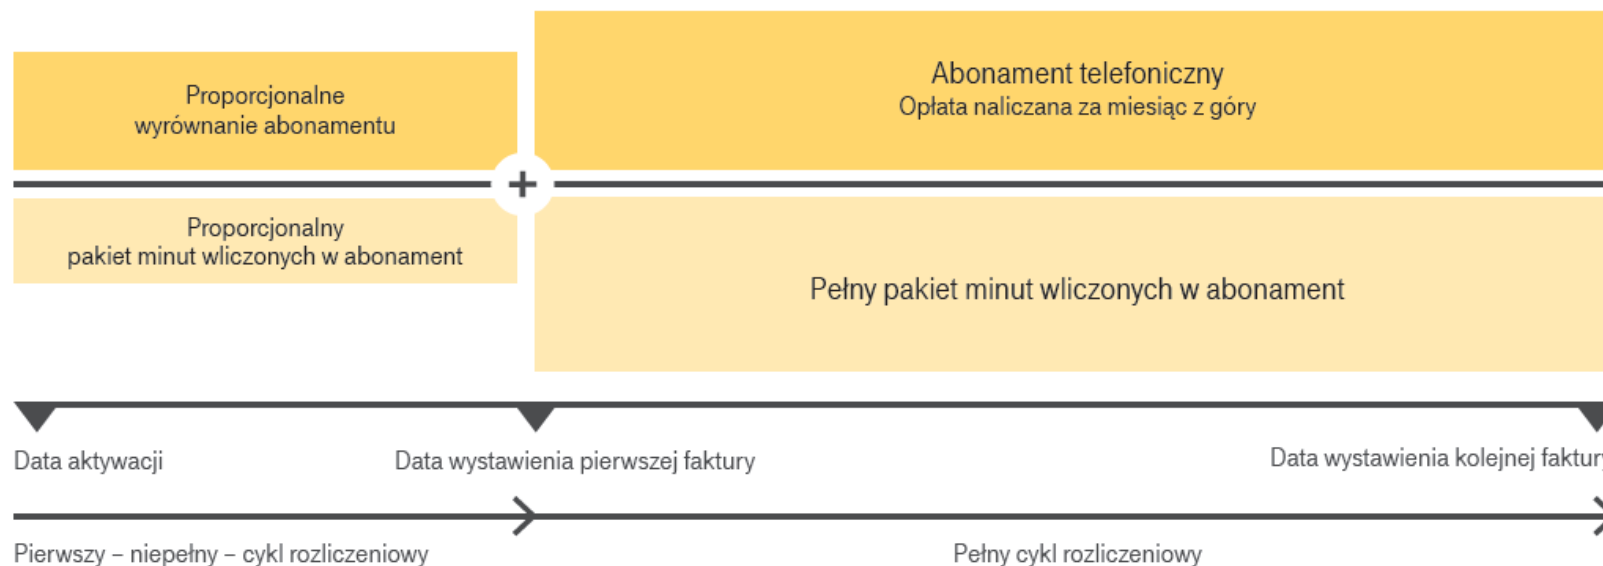 Proporcjonalne
wyrównanie abonamentu
Abonament telefoniczny
Opłata naliczana za miesiąc z góry
+
Proporcjonalny
pakiet minut wliczonych w abonament
Pełny pakiet minut wliczonych w abonament
Data aktywacji
Data wystawienia pierwszej faktury
Data wystawienia kolejnej faktury
Pierwszy – niepełny – cykl rozliczeniowy
Pełny cykl rozliczeniowy